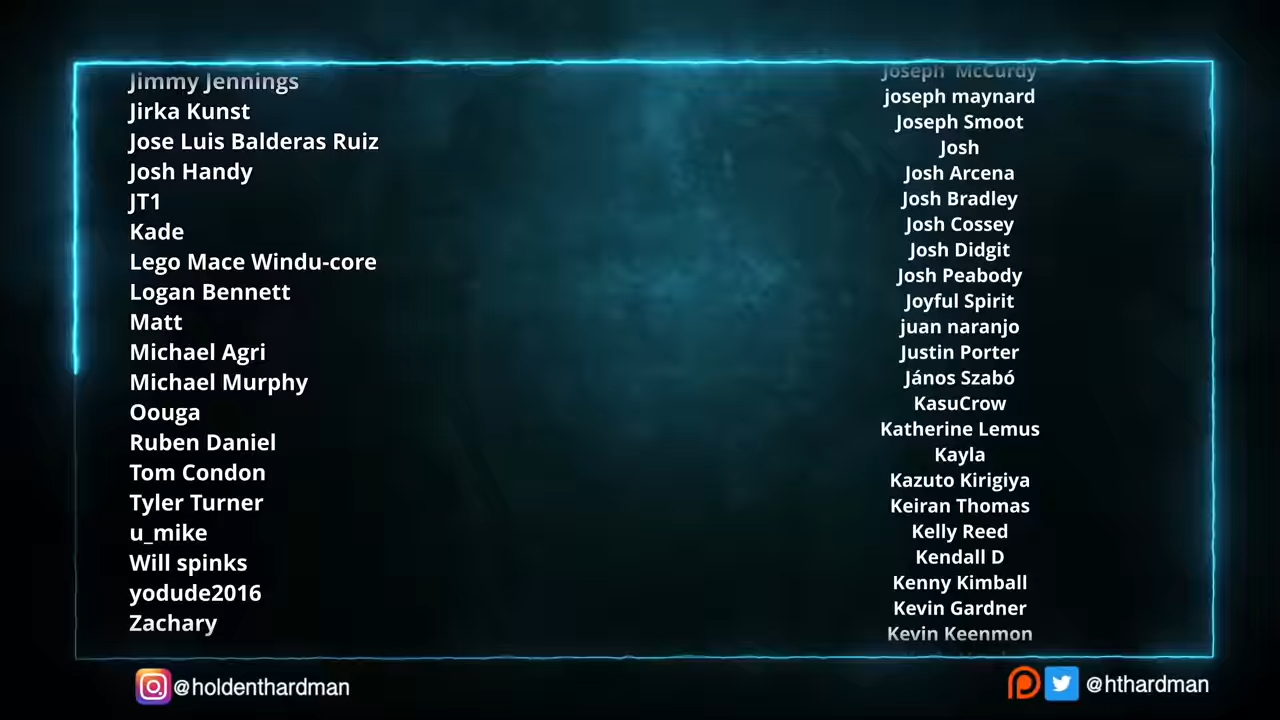 Jimmy Jennings
Jirka Kunst
Jose Luis Balderas Ruiz
Josh Handy
JT1
Kade
Lego Mace Windu-core
Logan Bennett
Matt
Michael Agri
Michael Murphy
Oouga
Ruben Daniel
Tom Condon
Tyler Turner
u_mike
Will spinks
yodude2016
Zachary
Joseph McCurdy
joseph maynard
Joseph Smoot
Josh
Josh Arcena
Josh Bradley
Josh Cossey
Josh Didgit
Josh Peabody
Joyful Spirit
juan naranjo
Justin Porter
János Szabó
KasuCrow
Katherine Lemus
Kayla
Kazuto Kirigiya
Keiran Thomas
Kelly Reed
Kendall D
Kenny Kimball
Kevin Gardner
Kevin Keenmon
@holdenthardman
@hthardman